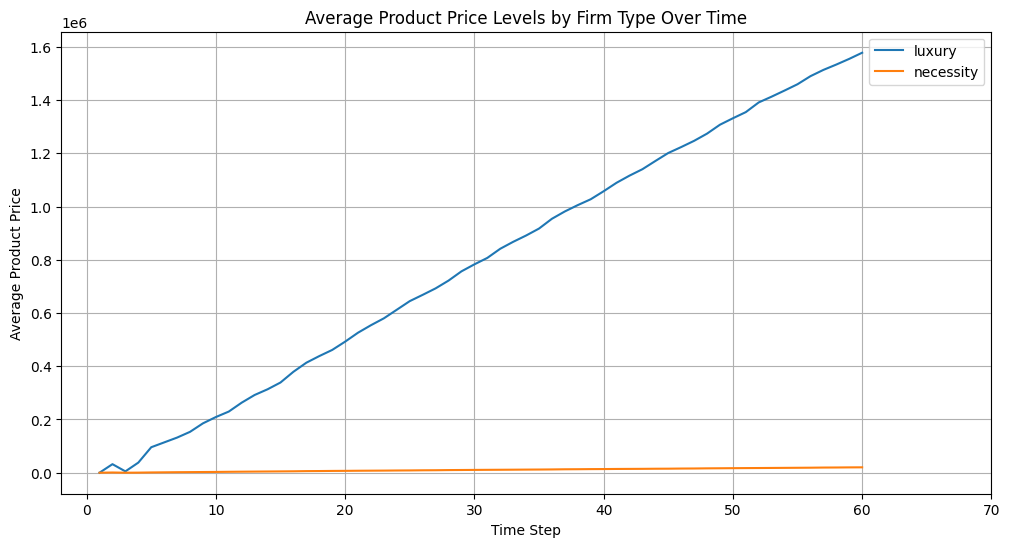 Average Product Price Levels by Firm Type Over Time
1e6
luxury
necessity
1.6
1.4
1.2
1.0
0.8
0.6
0.4
0.2
0.0
Average Product Price
0 10 20 30 40 50 60 70
Time Step